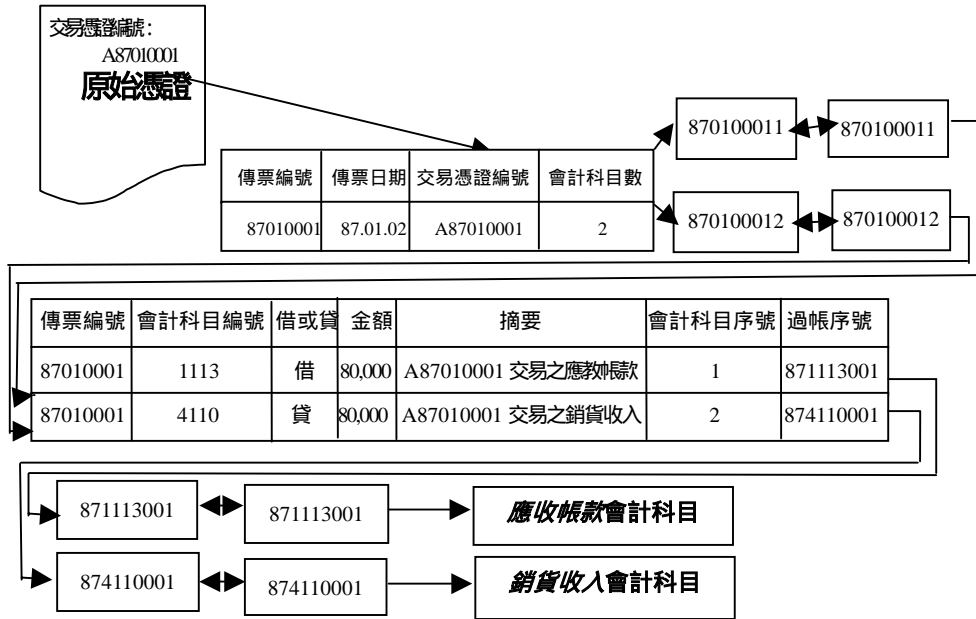 交易憑證編號：
A87010001
原始憑證
870100011 870100011
傳票編號 傳票日期 交易憑證編號 會計科目數
87010001 87.01.02 A87010001 2
870100012 870100012
傳票編號 會計科目編號 借或貸 金額 摘要 會計科目序號 過帳序號
87010001 1113 借 80,000 A87010001 交易之應教帳款 1 871113001
87010001 4110 貸 80,000 A87010001 交易之銷貨收入 2 874110001
871113001 871113001 應收帳款會計科目
874110001 874110001 銷貨收入會計科目